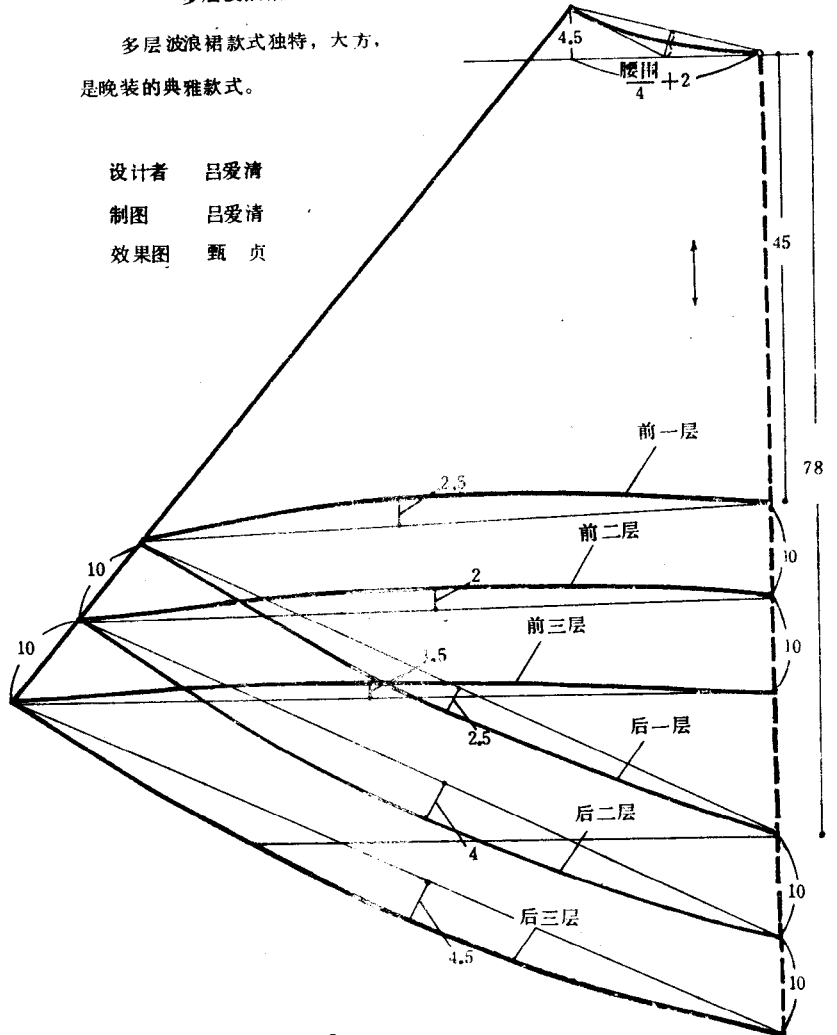 多层波浪裙款式独特，大方，
是晚装的典雅款式。
设计者 吕爱清
制图 吕爱清
效果图 甄 贞
4.5
腰围
4 +2
45
78
前一层
2.5
10
前二层
10
2
前三层
10
10
1.5
2.5
后一层
4
后二层
10
4.5
后三层
10